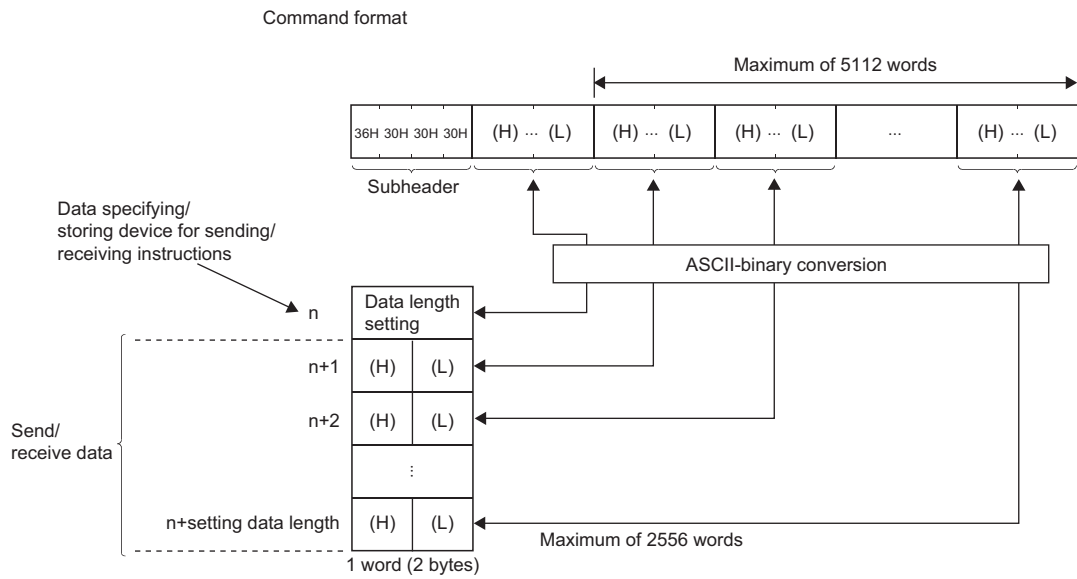 Command format
Maximum of 5112 words
36H 30H 30H 30H (H) ... (L) (H) ... (L) (H) ... (L) ... (H) ... (L)
Subheader
Data specifying/
storing device for sending/
receiving instructions
ASCII-binary conversion
n
Data length
setting
n+1 (H) (L)
n+2 (H) (L)
Send/
receive data
...
n+setting data length (H) (L)
Maximum of 2556 words
1 word (2 bytes)